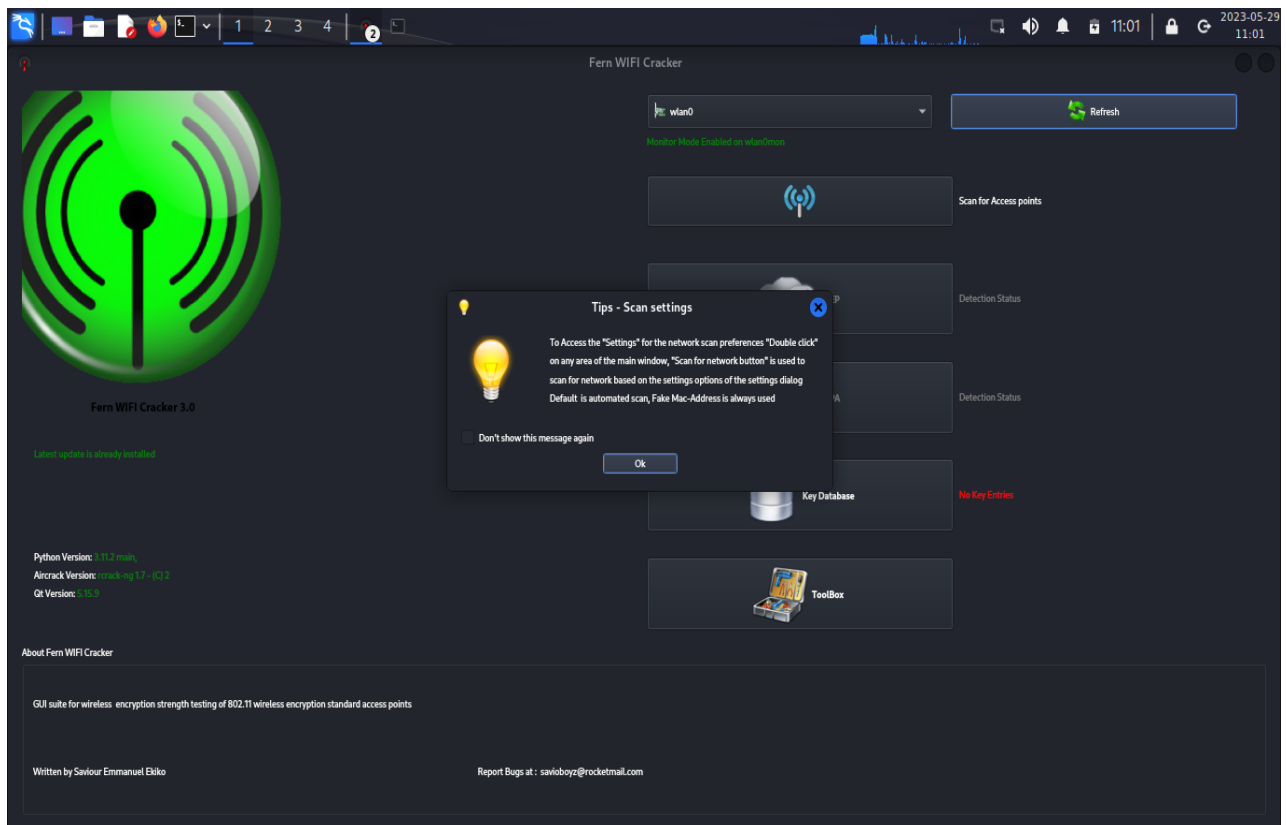 1 2 3 4 2 11:01 2023-05-29
11:01
Fern WIFI Cracker
wlan0
Refresh
Monitor Mode Enabled on wlan0mon
Scan for Access points
P
Detection Status
Tips - Scan settings
To Access the "Settings" for the network scan preferences "Double click"
on any area of the main window, "Scan for network button" is used to
scan for network based on the settings options of the settings dialog
Default is automated scan, Fake Mac-Address is always used
Don't show this message again
Ok
Fern WIFI Cracker 3.0
Latest update is already installed
A
Detection Status
Key Database
No Key Entries
Python Version: 3.11.2 main,
Aircrack Version: rcrack-ng 1.7 - (C) 2
Qt Version: 5.15.9
ToolBox
About Fern WIFI Cracker
GUI suite for wireless encryption strength testing of 802.11 wireless encryption standard access points
Written by Saviour Emmanuel Ekiko
Report Bugs at : savioboyz@rocketmail.com